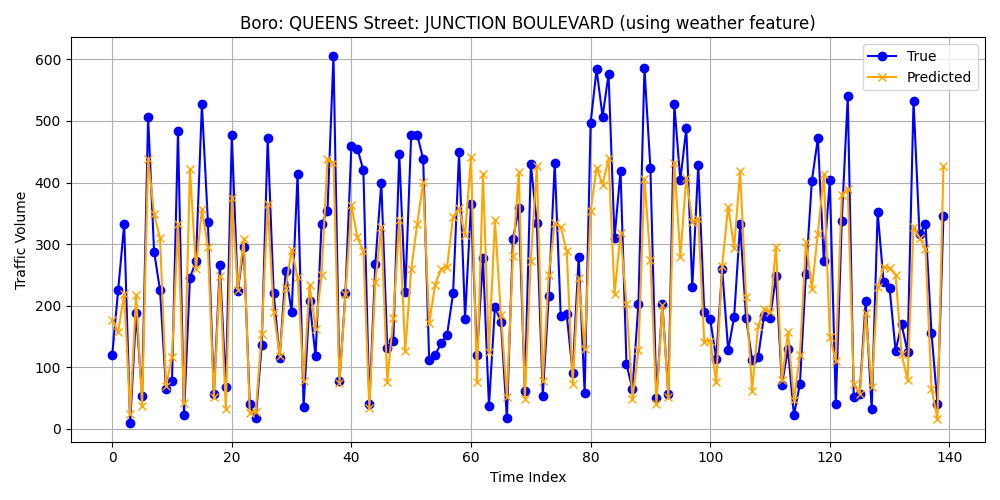 Boro: QUEENS Street: JUNCTION BOULEVARD (using weather feature)
True
Predicted
Traffic Volume
600
500
400
300
200
100
0
0 20 40 60 80 100 120 140
Time Index